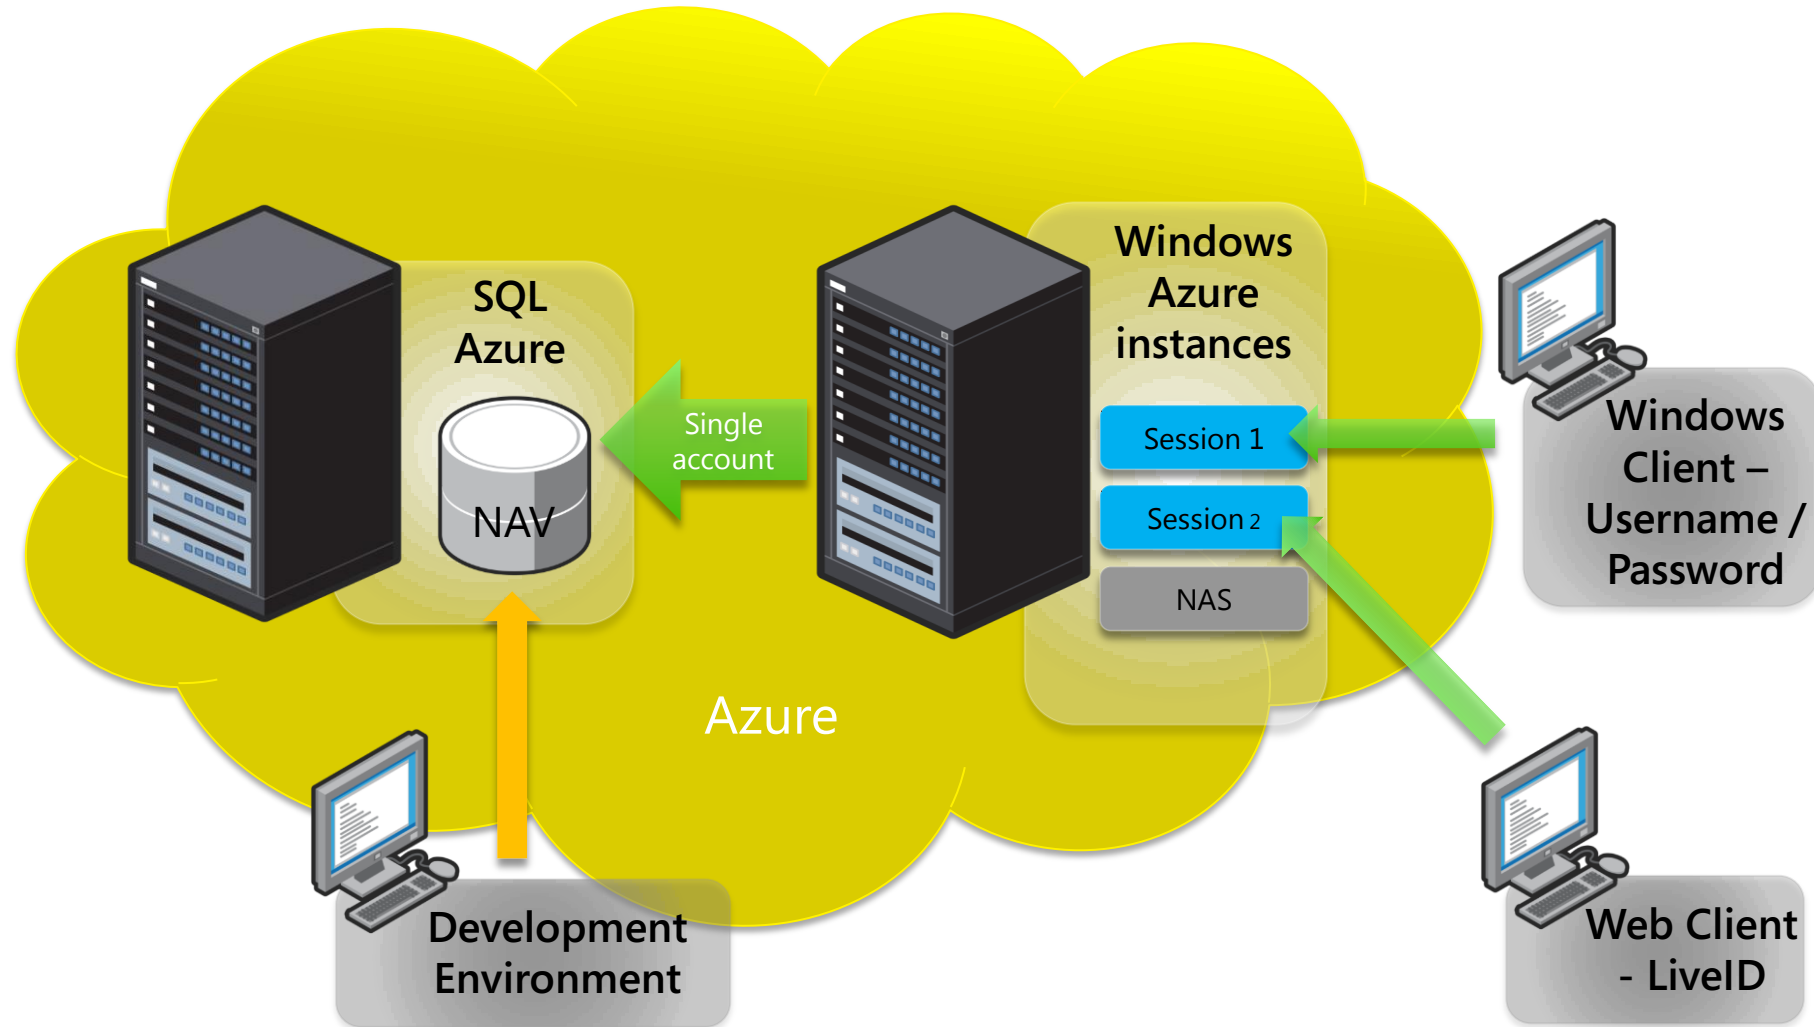 SQL
Azure
NAV
Single
account
Windows
Azure
instances
Session 1
Session 2
NAS
Windows
Client –
Username /
Password
Azure
Development
Environment
Web Client
- LiveID